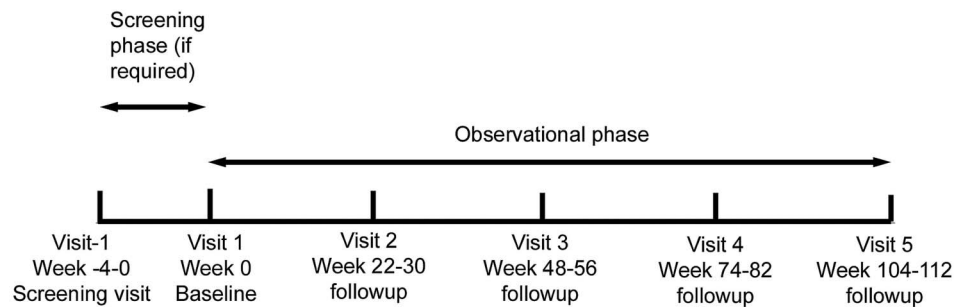 Screening
phase (if
required)
Observational phase
Visit-1
Week -4-0
Screening visit
Visit 1
Week 0
Baseline
Visit 2
Week 22-30
followup
Visit 3
Week 48-56
followup
Visit 4
Week 74-82
followup
Visit 5
Week 104-112
followup